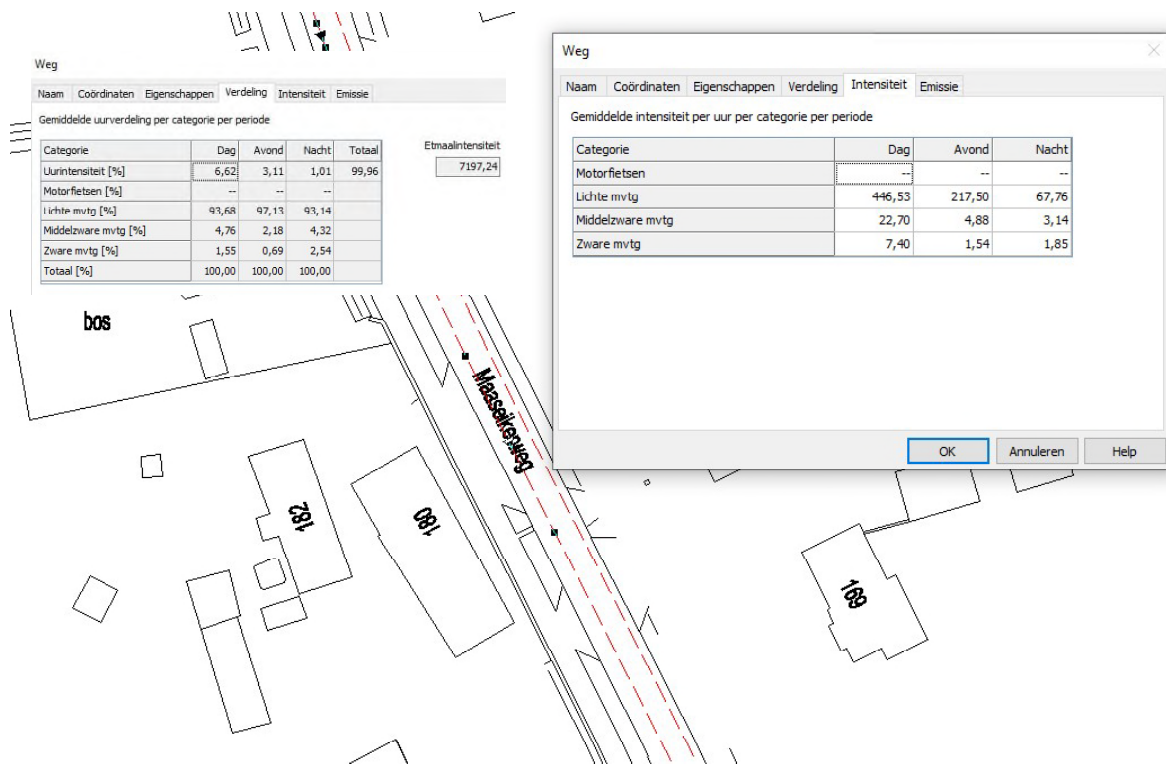 Weg
Naam Coördinaten Eigenschappen Verdeling Intensiteit Emissie
Gemiddelde uurverdeling per categorie per periode
Categorie Dag Avond Nacht Totaal
Uurintensiteit [%] 6,62 3,11 1,01 99,96
Motorfietsen [%] -- -- --
Lichte mvtg [%] 93,68 97,13 93,14
Middelzware mvtg [%] 4,76 2,18 4,32
Zware mvtg [%] 1,55 0,69 2,54
Totaal [%] 100,00 100,00 100,00
Etmaalintensiteit
7197,24
Weg
Naam Coördinaten Eigenschappen Verdeling Intensiteit Emissie
Gemiddelde intensiteit per uur per categorie per periode
Categorie Dag Avond Nacht
Motorfietsen -- -- --
Lichte mvtg 446,53 217,50 67,76
Middelzware mvtg 22,70 4,88 3,14
Zware mvtg 7,40 1,54 1,85
OK Annuleren Help
bos
Maaseikerweg
182
180
169